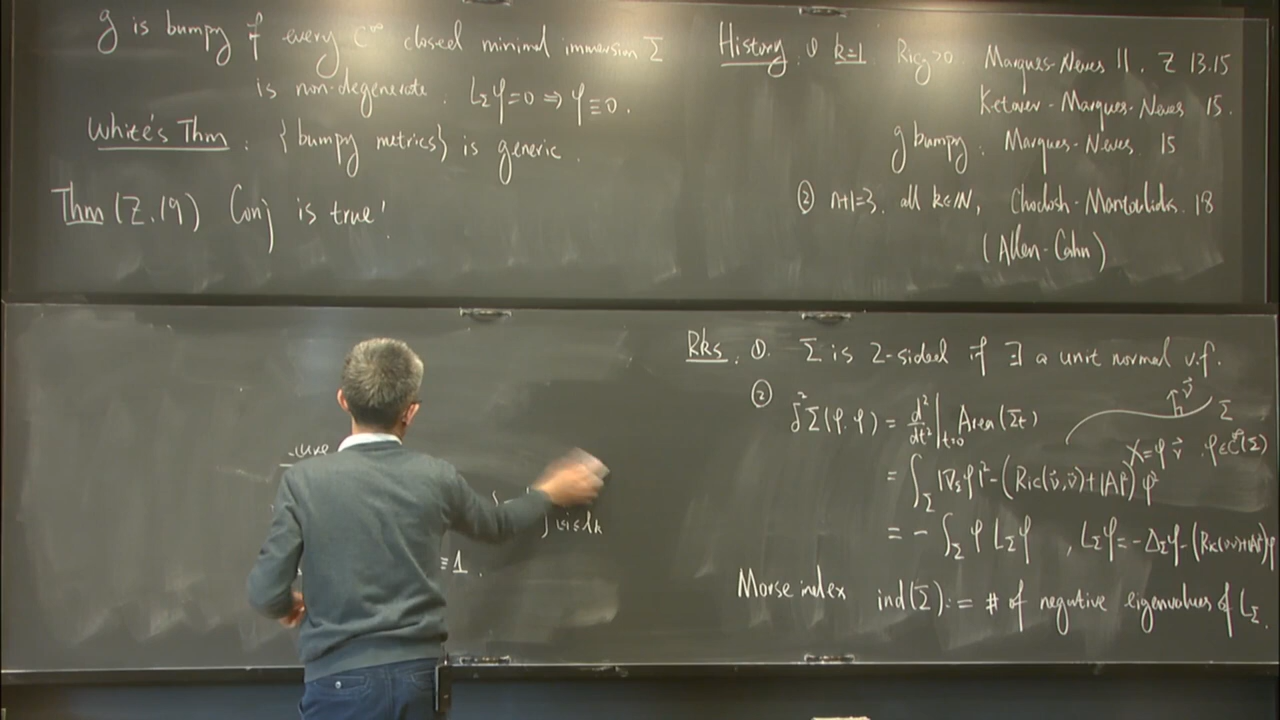 g is bumpy if every C^∞ closed minimal immersion Σ
is non-degenerate. L_Σ φ = 0 ⇒ φ ≡ 0.
White's Thm : {bumpy metrics} is generic.
Thm (Z. 19) Conj is true!
History : ① k=1. Ric_g > 0. Marques-Neves 11, Z 13.15
Ketover-Marques-Neves 15.
g bumpy. Marques-Neves 15
② n+1=3, all k∈ℕ, Chodosh-Mantoulidis. 18
(Allen-Cahn)
≡ 1.
Rks. ①. Σ is 2-sided if ∃ a unit normal v.f.
② δ²Σ(φ.φ) = d²/dt²|_{t=0} Area(Σ_t)
ν⃗ Σ
X = φ ν⃗ . φ∈C^∞(Σ)
= ∫_Σ |∇_Σ φ|² - (Ric(ν⃗,ν⃗)+|A|²) φ²
= - ∫_Σ φ L_Σ φ , L_Σ φ = -Δ_Σ φ - (Ric(ν,ν)+|A|²)φ
Morse index ind(Σ) := # of negative eigenvalues of L_Σ.